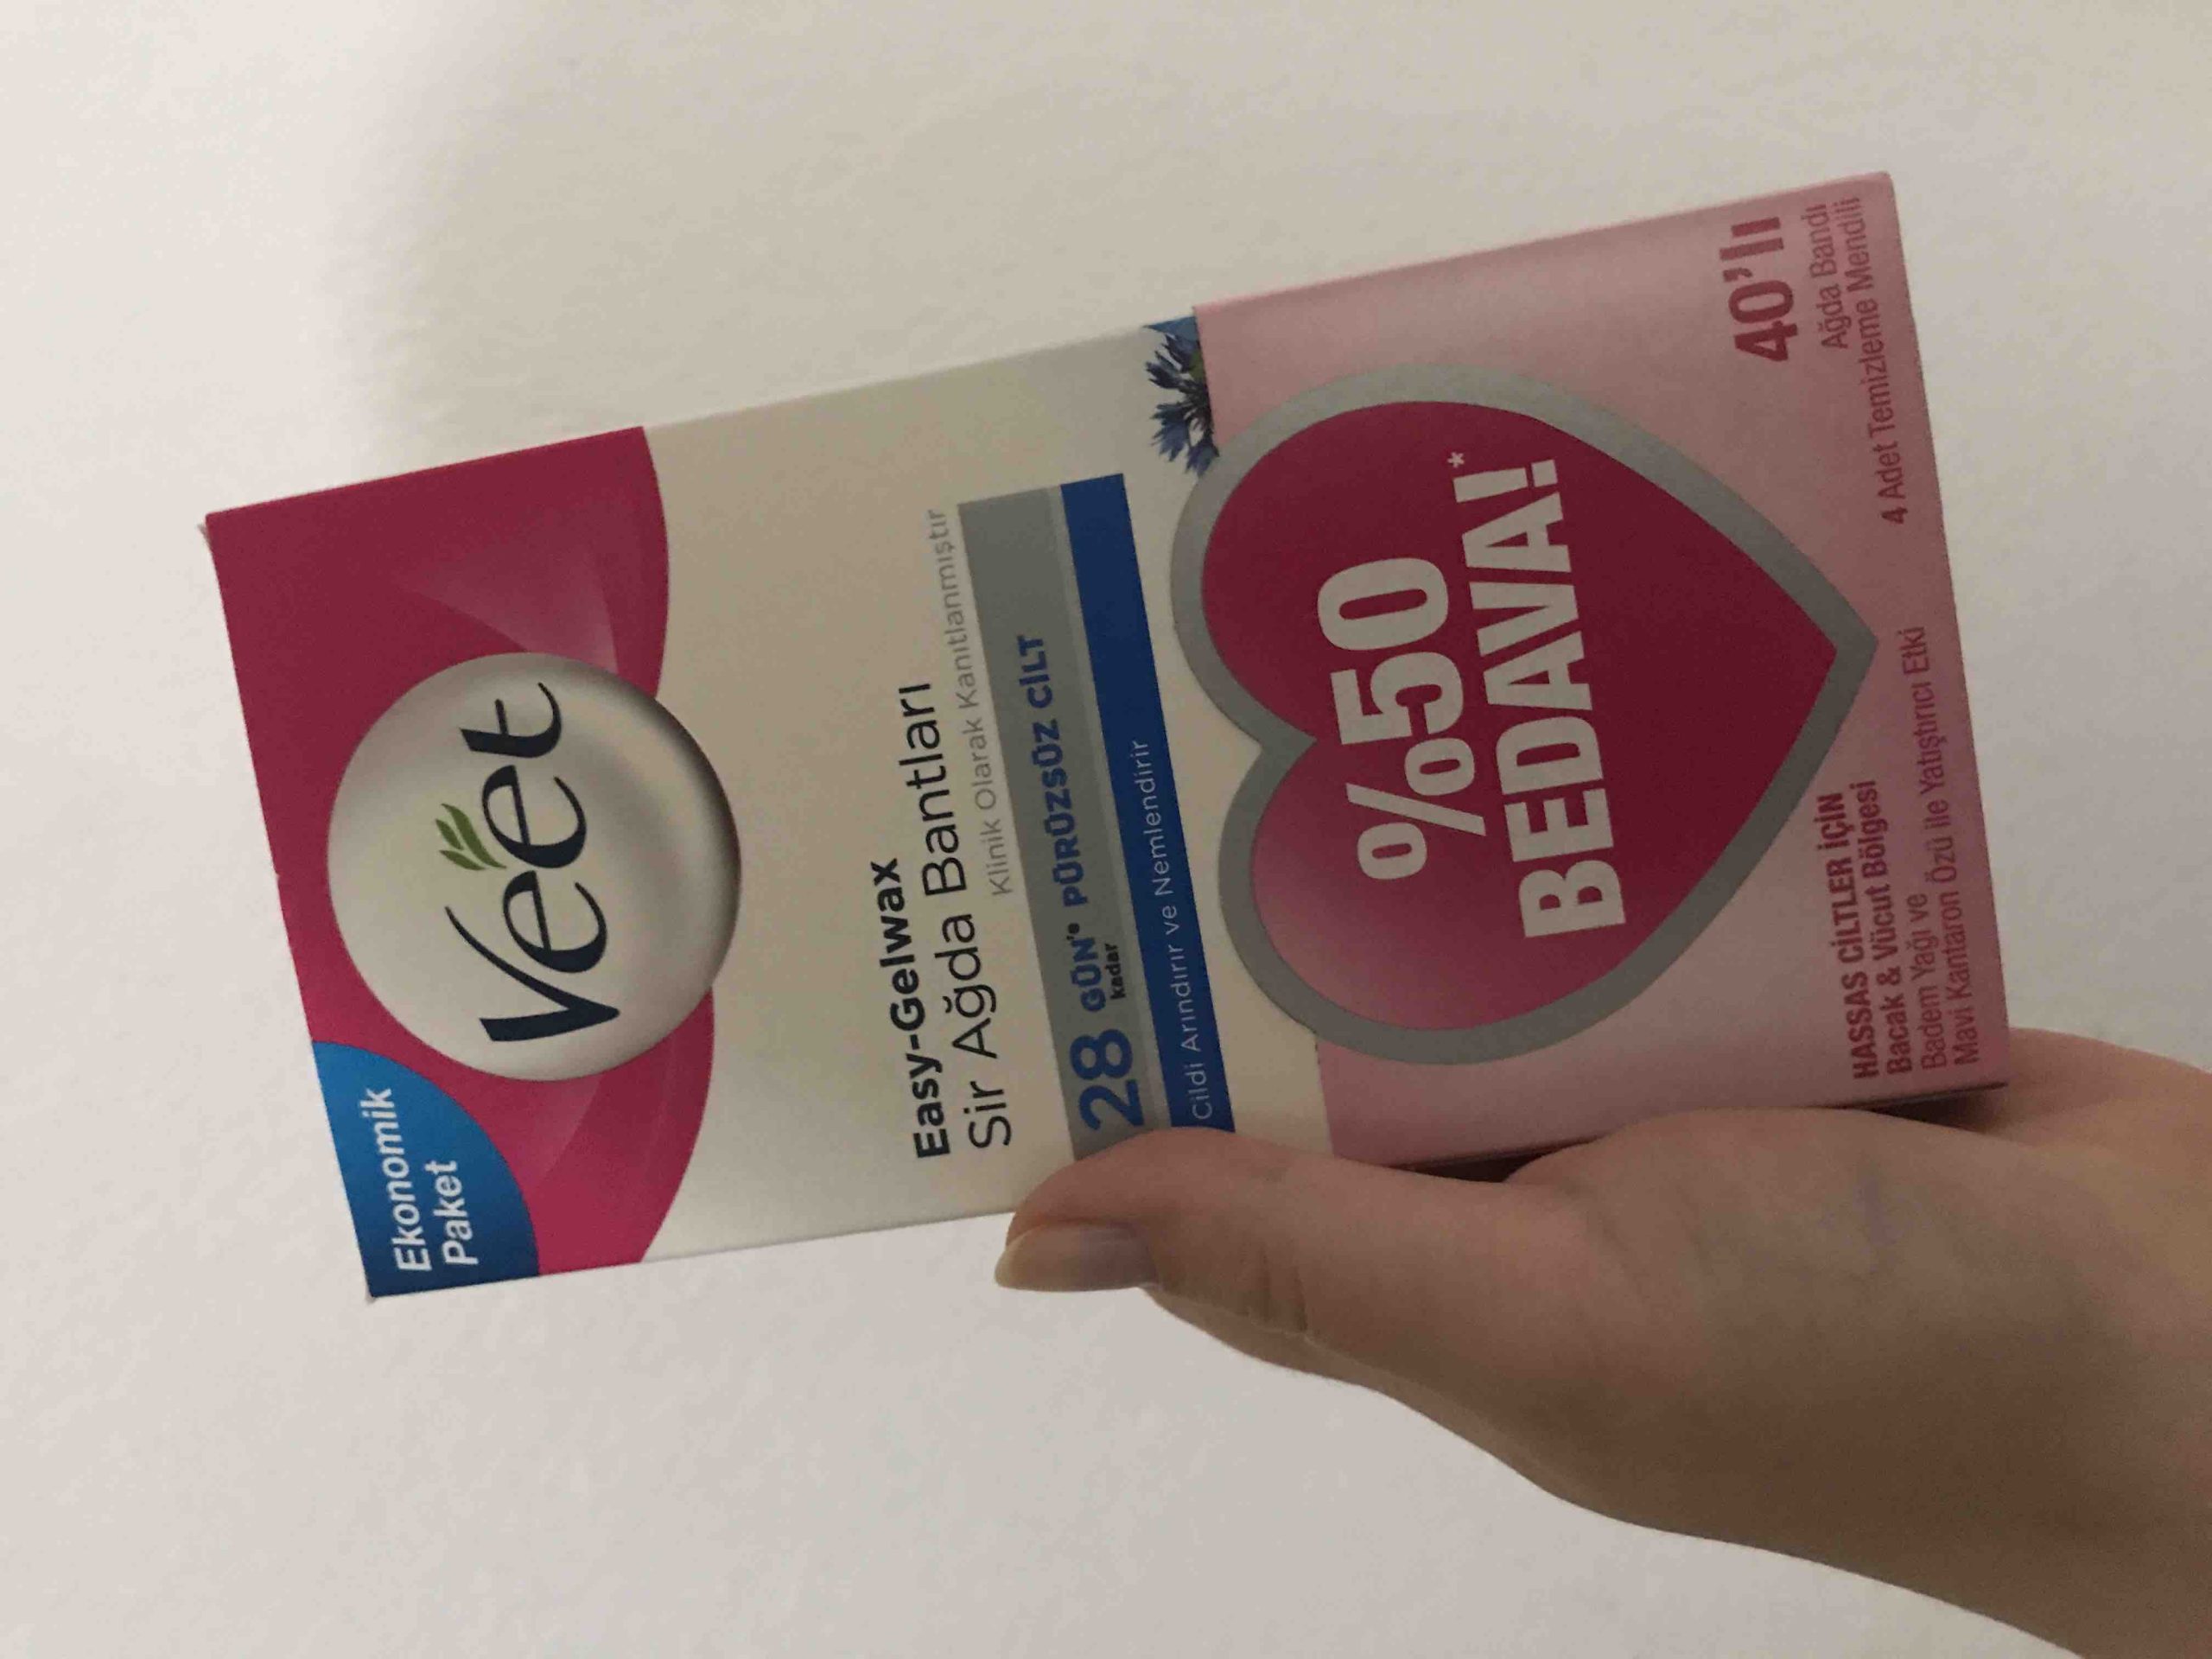 Ekonomik
Paket
Veet
Easy-Gelwax
Sir Ağda Bantları
Klinik Olarak Kanıtlanmıştır
28 GÜN'e PÜRÜZSÜZ CİLT
kadar
Cildi Arındırır ve Nemlendirir
%50
BEDAVA!*
40'lı
Ağda Bandı
4 Adet Temizleme Mendili
HASSAS CİLTLER İÇİN
Bacak & Vücut Bölgesi
Badem Yağı ve
Mavi Kantaron Özü ile Yatıştırıcı Etki